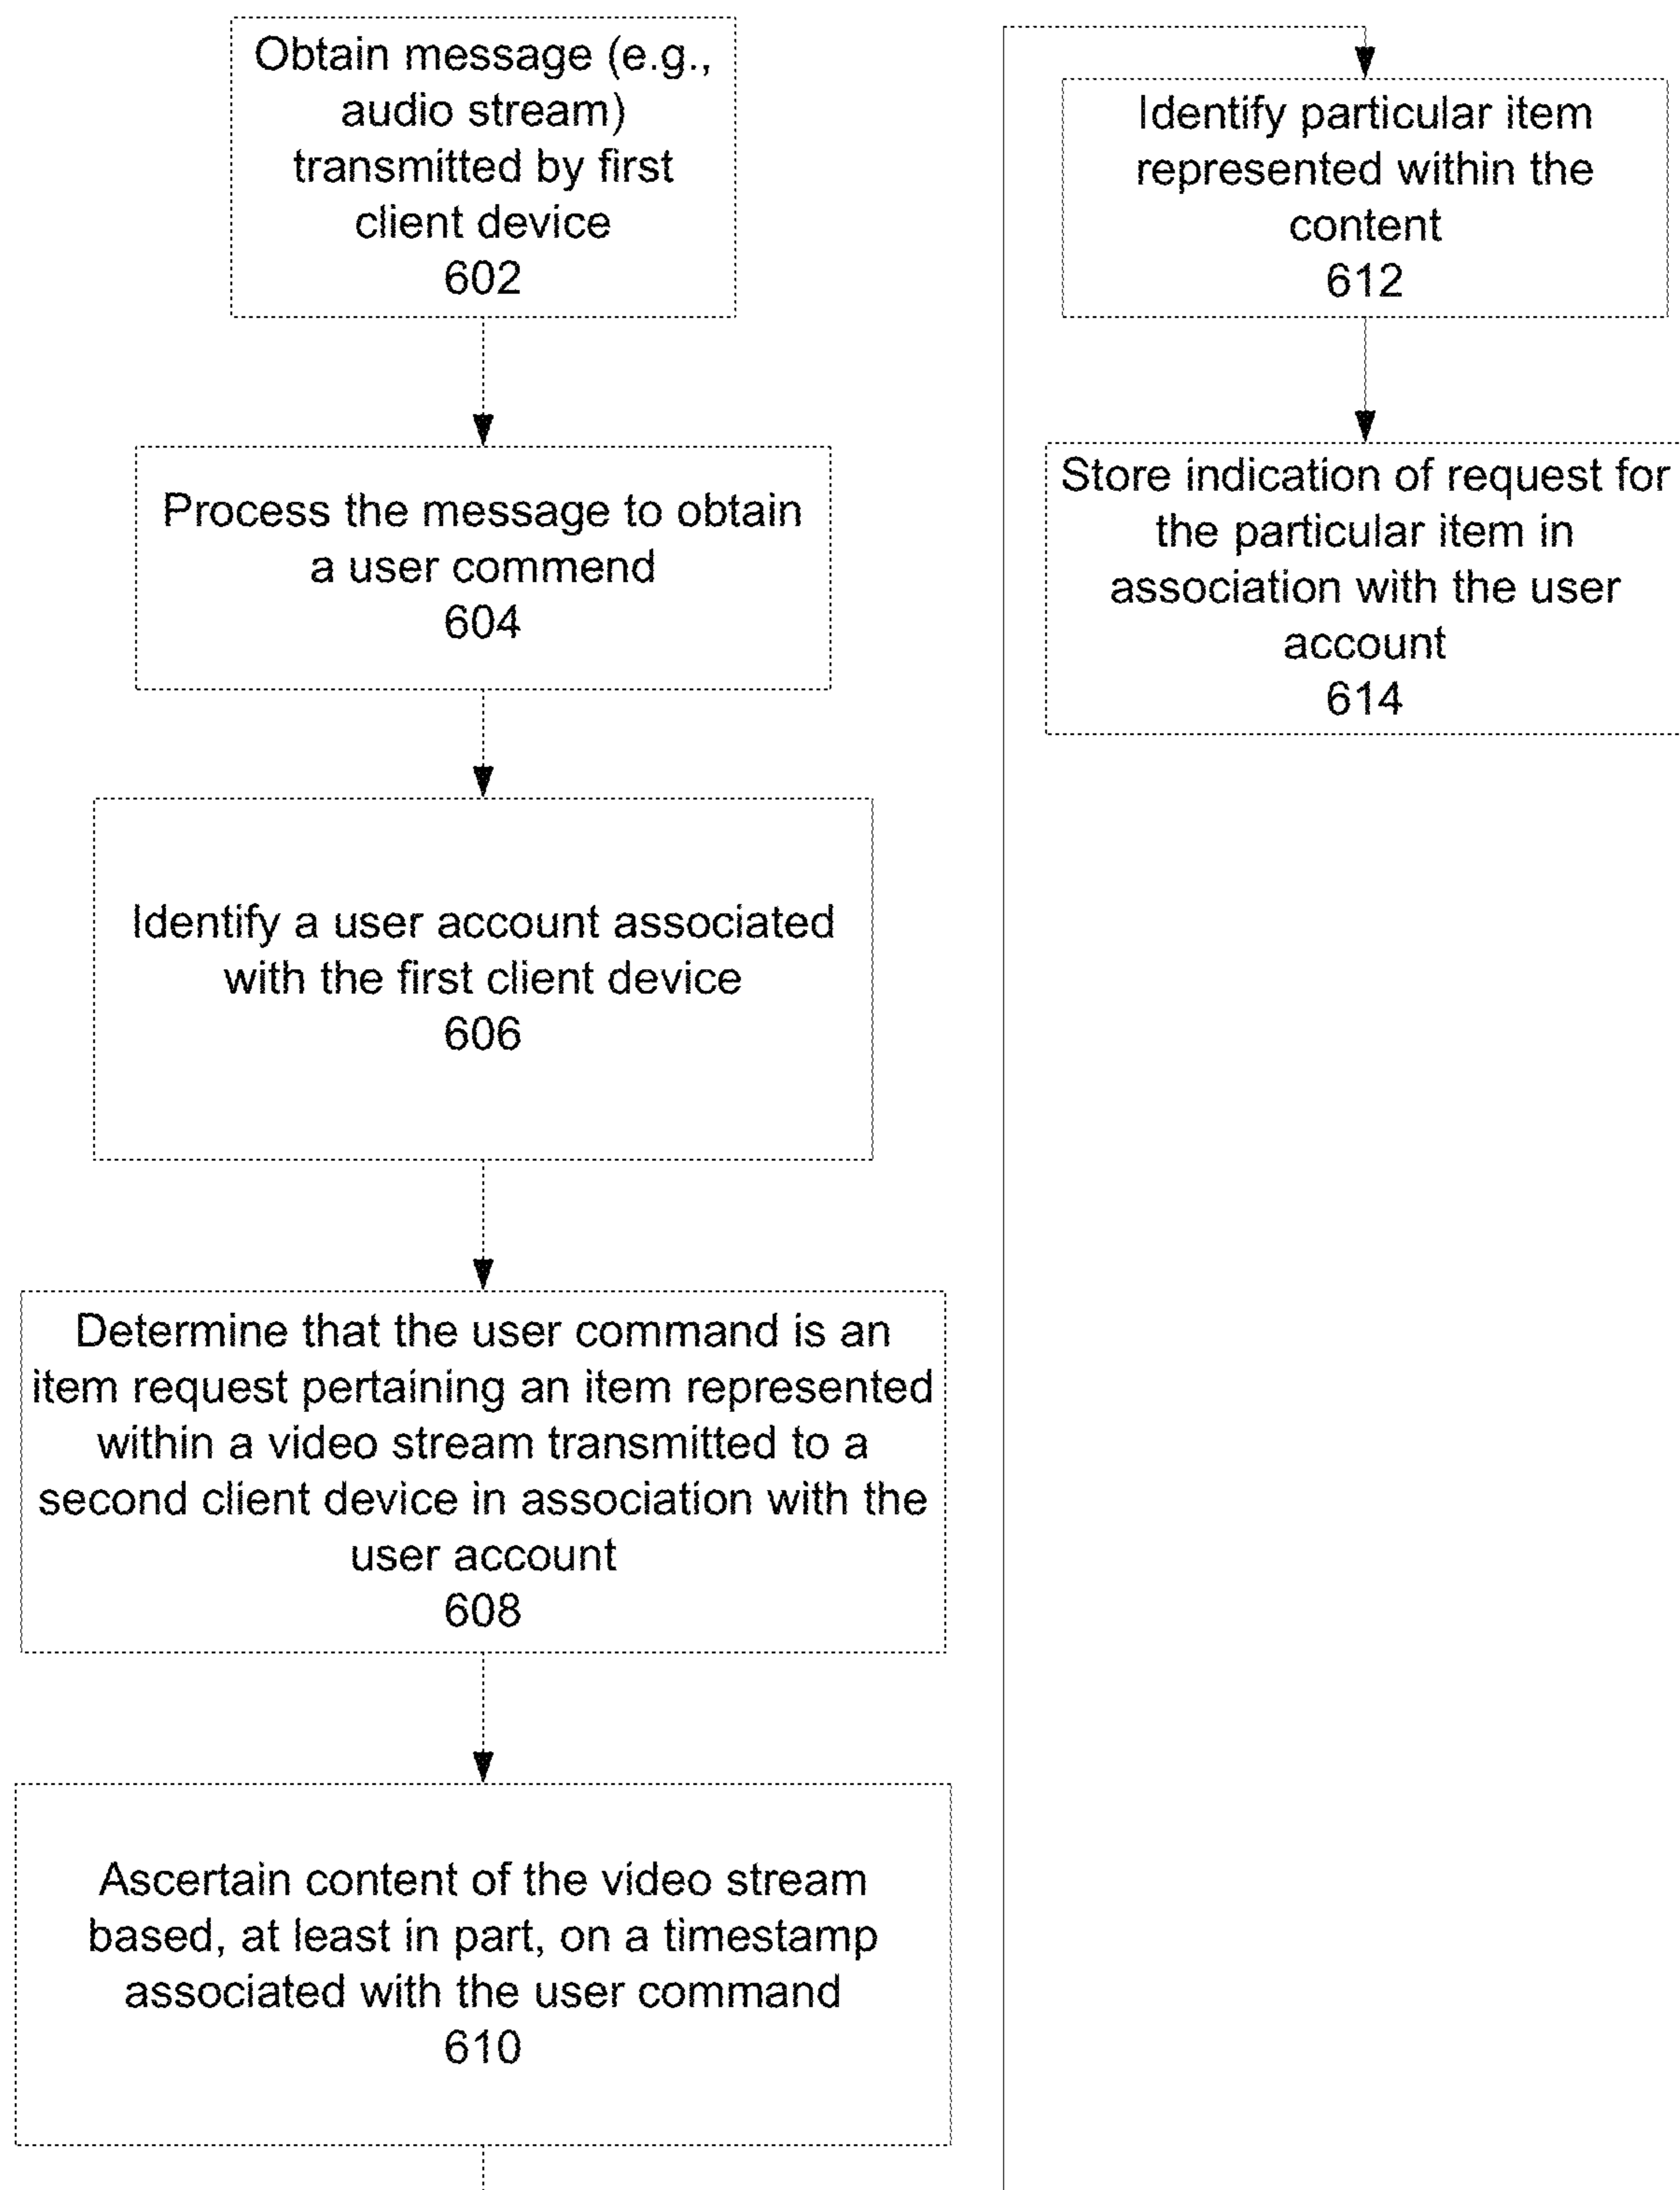 Obtain message (e.g.,
audio stream)
transmitted by first
client device
602
Process the message to obtain
a user commend
604
Identify a user account associated
with the first client device
606
Determine that the user command is an
item request pertaining an item represented
within a video stream transmitted to a
second client device in association with the
user account
608
Ascertain content of the video stream
based, at least in part, on a timestamp
associated with the user command
610
Identify particular item
represented within the
content
612
Store indication of request for
the particular item in
association with the user
account
614